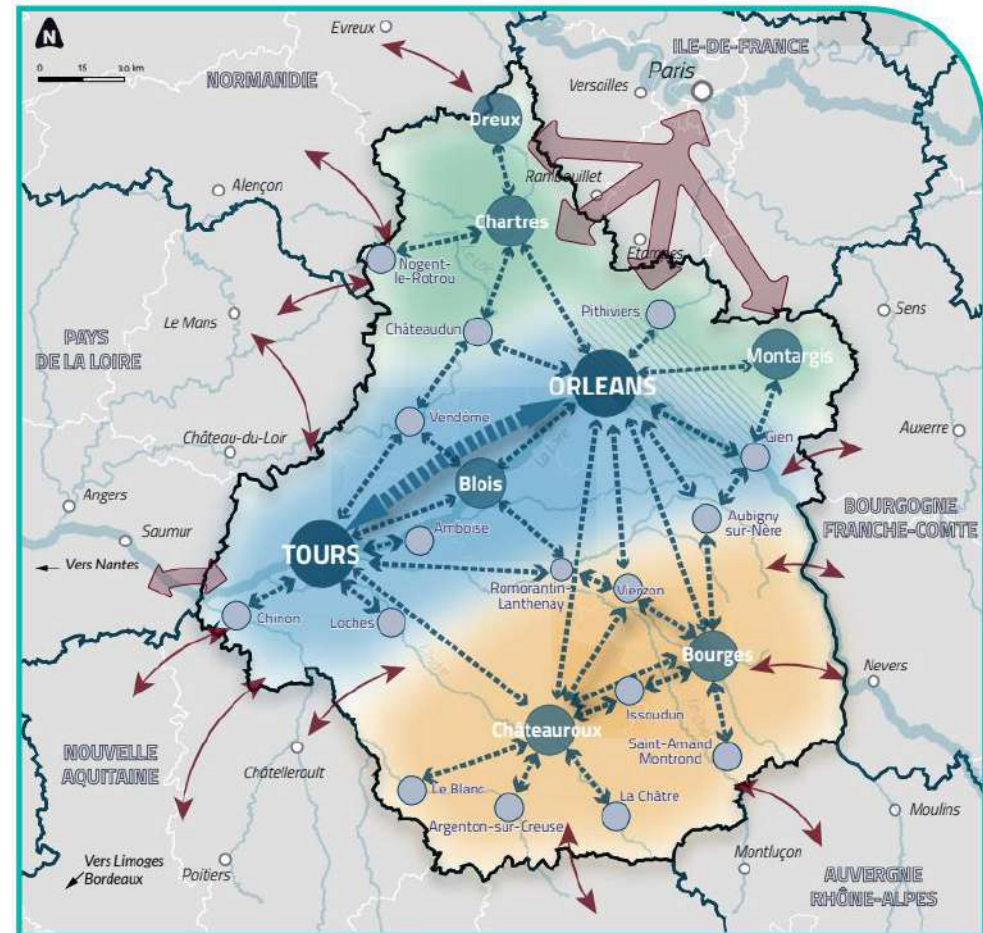 N
0 15 30 km
Evreux
NORMANDIE
ILE-DE-FRANCE
Paris
Versailles
Dreux
Rambouillet
Alençon
Chartres
Etampes
Nogent-
le-Rotrou
Le Loir
Sens
Pithiviers
Le Mans
Châteaudun
PAYS
DE LA LOIRE
Montargis
ORLEANS
Vendôme
Château-du-Loir
Gien
Auxerre
La Loire
Blois
Angers
Saumur
Amboise
Aubigny
sur-Nère
BOURGOGNE
FRANCHE-COMTE
TOURS
Vers Nantes
Romorantin-
Lanthenay
Vierzon
Chinon
Loches
Bourges
Nevers
Issoudun
Châteauroux
NOUVELLE
AQUITAINE
Châtellerault
Saint-Amand
Montrond
Le Blanc
La Châtre
Argenton-sur-Creuse
Moulins
Vers Limoges
Bordeaux
Poitiers
Montluçon
AUVERGNE
RHÔNE-ALPES